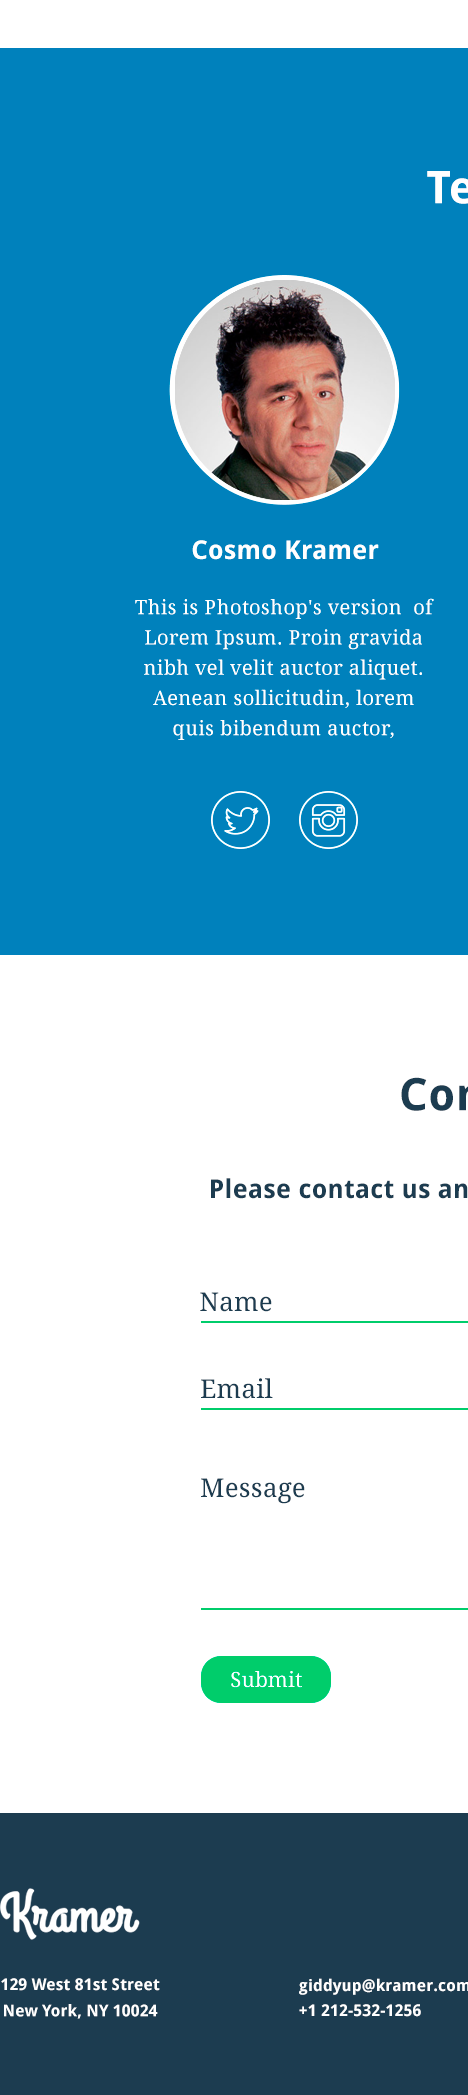 Te
Cosmo Kramer
This is Photoshop's version  of
Lorem Ipsum. Proin gravida
nibh vel velit auctor aliquet.
Aenean sollicitudin, lorem
quis bibendum auctor,
Con
Please contact us an
Name
Email
Message
Submit
Kramer
129 West 81st Street
New York, NY 10024
giddyup@kramer.com
+1 212-532-1256